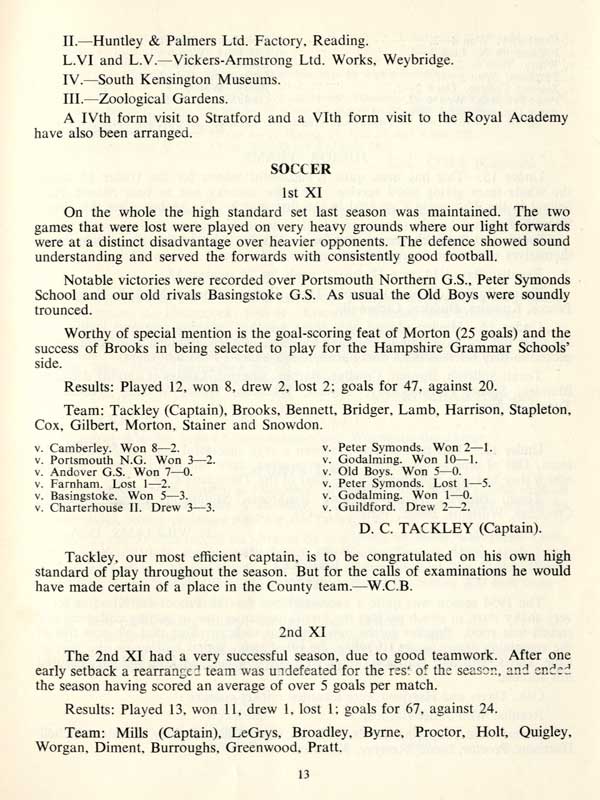 II.—Huntley & Palmers Ltd. Factory, Reading.
L.VI and L.V.—Vickers-Armstrong Ltd. Works, Weybridge.
IV.—South Kensington Museums.
III.—Zoological Gardens.
A IVth form visit to Stratford and a VIth form visit to the Royal Academy
have also been arranged.
SOCCER
1st XI
On the whole the high standard set last season was maintained. The two
games that were lost were played on very heavy grounds where our light forwards
were at a distinct disadvantage over heavier opponents. The defence showed sound
understanding and served the forwards with consistently good football.
Notable victories were recorded over Portsmouth Northern G.S., Peter Symonds
School and our old rivals Basingstoke G.S. As usual the Old Boys were soundly
trounced.
Worthy of special mention is the goal-scoring feat of Morton (25 goals) and the
success of Brooks in being selected to play for the Hampshire Grammar Schools'
side.
Results: Played 12, won 8, drew 2, lost 2; goals for 47, against 20.
Team: Tackley (Captain), Brooks, Bennett, Bridger, Lamb, Harrison, Stapleton,
Cox, Gilbert, Morton, Stainer and Snowdon.
v. Camberley. Won 8—2.
v. Portsmouth N.G. Won 3—2.
v. Andover G.S. Won 7—0.
v. Farnham. Lost 1—2.
v. Basingstoke. Won 5—3.
v. Charterhouse II. Drew 3—3.
v. Peter Symonds. Won 2—1.
v. Godalming. Won 10—1.
v. Old Boys. Won 5—0.
v. Peter Symonds. Lost 1—5.
v. Godalming. Won 1—0.
v. Guildford. Drew 2—2.
D. C. TACKLEY (Captain).
Tackley, our most efficient captain, is to be congratulated on his own high
standard of play throughout the season. But for the calls of examinations he would
have made certain of a place in the County team.—W.C.B.
2nd XI
The 2nd XI had a very successful season, due to good teamwork. After one
early setback a rearranged team was undefeated for the rest of the season, and ended
the season having scored an average of over 5 goals per match.
Results: Played 13, won 11, drew 1, lost 1; goals for 67, against 24.
Team: Mills (Captain), LeGrys, Broadley, Byrne, Proctor, Holt, Quigley,
Worgan, Diment, Burroughs, Greenwood, Pratt.
13